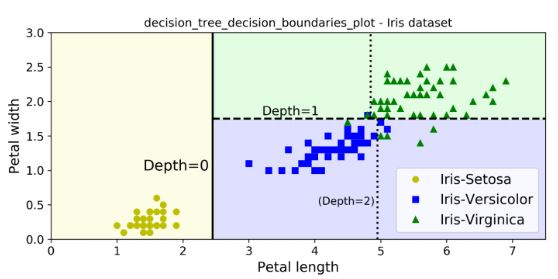 decision_tree_decision_boundaries_plot - Iris dataset
3.0
2.5
2.0
1.5
1.0
0.5
0.0
Petal width
Depth=1
Depth=0
(Depth=2)
Iris-Setosa
Iris-Versicolor
Iris-Virginica
0 1 2 3 4 5 6 7
Petal length